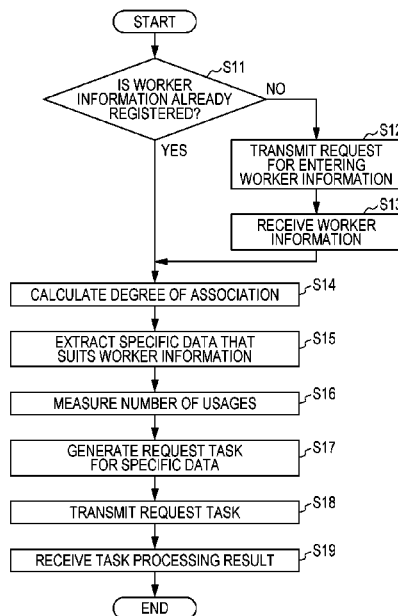 START
S11
IS WORKER
INFORMATION ALREADY
REGISTERED?
NO
YES
S12
TRANSMIT REQUEST
FOR ENTERING
WORKER INFORMATION
S13
RECEIVE WORKER
INFORMATION
S14
CALCULATE DEGREE OF ASSOCIATION
S15
EXTRACT SPECIFIC DATA THAT
SUITS WORKER INFORMATION
S16
MEASURE NUMBER OF USAGES
S17
GENERATE REQUEST TASK
FOR SPECIFIC DATA
S18
TRANSMIT REQUEST TASK
S19
RECEIVE TASK PROCESSING RESULT
END